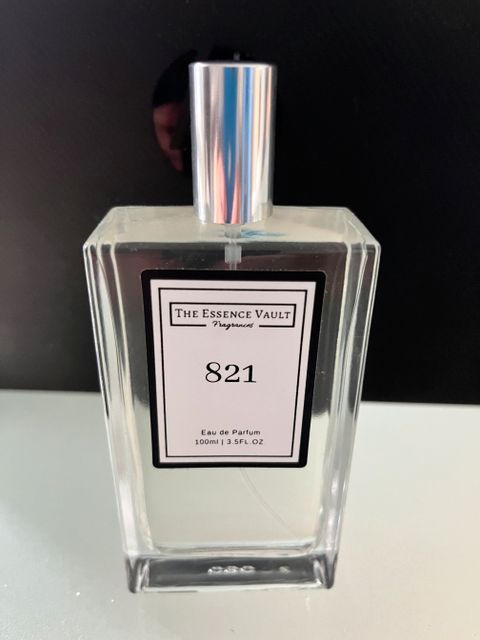 THE ESSENCE VAULT
Fragrances
821
Eau de Parfum
100ml | 3.5FL.OZ